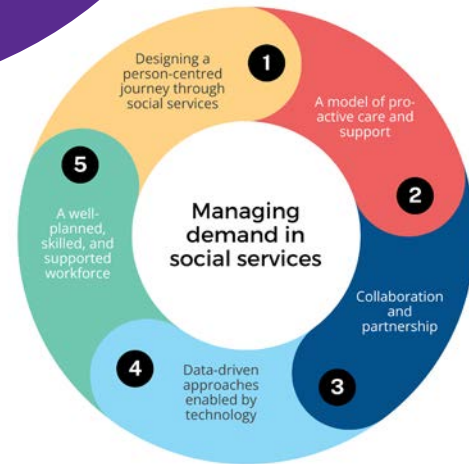 Designing a
person-centred
journey through
social services
1
A model of pro-
active care and
support
2
Collaboration
and
partnership
3
Data-driven
approaches
enabled by
technology
4
A well-
planned,
skilled, and
supported
workforce
5
Managing
demand in
social services